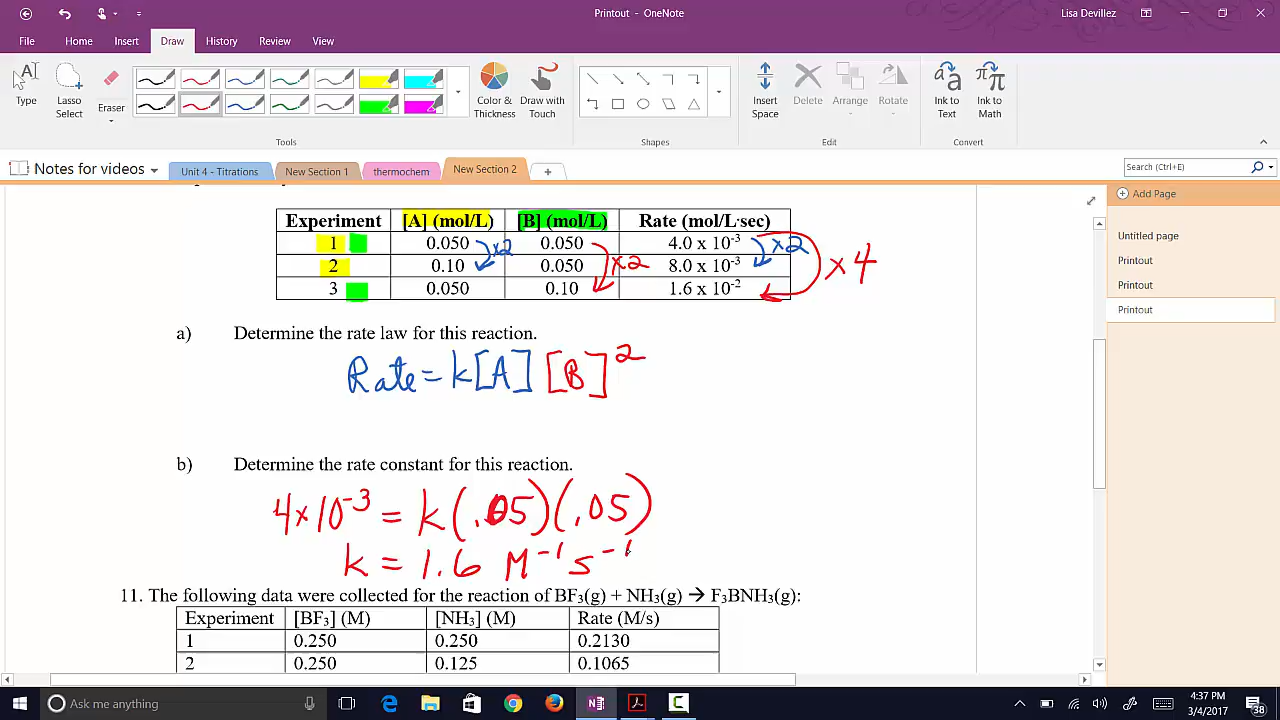 Printout - OneNote
Lisa Devillez
File Home Insert Draw History Review View
Type
Lasso Select
Eraser
Color & Thickness
Draw with Touch
Insert Space
Delete
Arrange
Rotate
Ink to Text
Ink to Math
Tools Shapes Edit Convert
Notes for videos Unit 4 - Titrations New Section 1 thermochem New Section 2
Search (Ctrl+E)
Add Page
Untitled page
Printout
Printout
Printout
Experiment [A] (mol/L) [B] (mol/L) Rate (mol/L·sec)
1 0.050 x2 0.050 4.0 x 10⁻³ x2
2 0.10 0.050 x2 8.0 x 10⁻³ x4
3 0.050 0.10 1.6 x 10⁻²
a) Determine the rate law for this reaction.
Rate = k[A] [B]²
b) Determine the rate constant for this reaction.
4x10⁻³ = k(.05)(.05)
k = 1.6 M⁻¹ s⁻¹
11. The following data were collected for the reaction of BF₃(g) + NH₃(g) → F₃BNH₃(g):
Experiment [BF₃] (M) [NH₃] (M) Rate (M/s)
1 0.250 0.250 0.2130
2 0.250 0.125 0.1065
Ask me anything
4:37 PM
3/4/2017
38